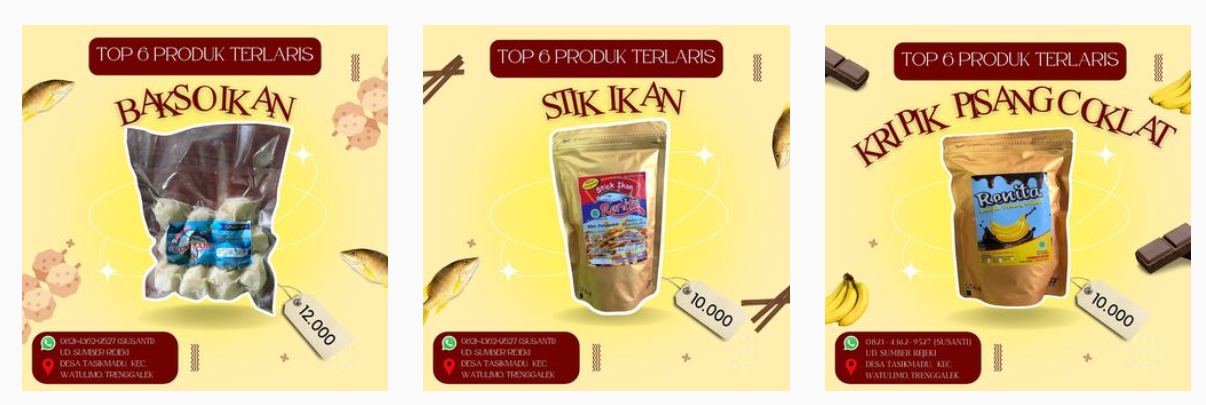 TOP 6 PRODUK TERLARIS
BAKSO IKAN
12.000
0821-4362-9527 (SUSANTI)
UD. SUMBER REJEKI
DESA TASIKMADU, KEC.
WATULIMO, TRENGGALEK
TOP 6 PRODUK TERLARIS
STIK IKAN
Stick Ikan
Renita
10.000
0821-4362-9527 (SUSANTI)
UD. SUMBER REJEKI
DESA TASIKMADU, KEC.
WATULIMO, TRENGGALEK
TOP 6 PRODUK TERLARIS
KRIPIK PISANG COKLAT
Renita
10.000
0821-4362-9527 (SUSANTI)
UD. SUMBER REJEKI
DESA TASIKMADU, KEC.
WATULIMO, TRENGGALEK